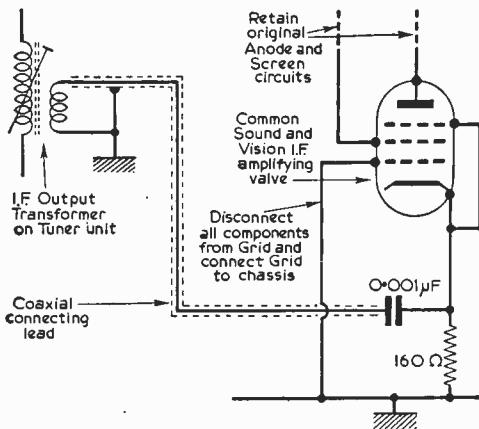 Retain
original
Anode and
Screen
circuits
Common
Sound and
Vision I.F.
amplifying
valve
I.F. Output
Transformer
on Tuner unit
Disconnect
all components
from Grid and
connect Grid
to chassis
Coaxial
connecting
lead
0·001µF
160 Ω